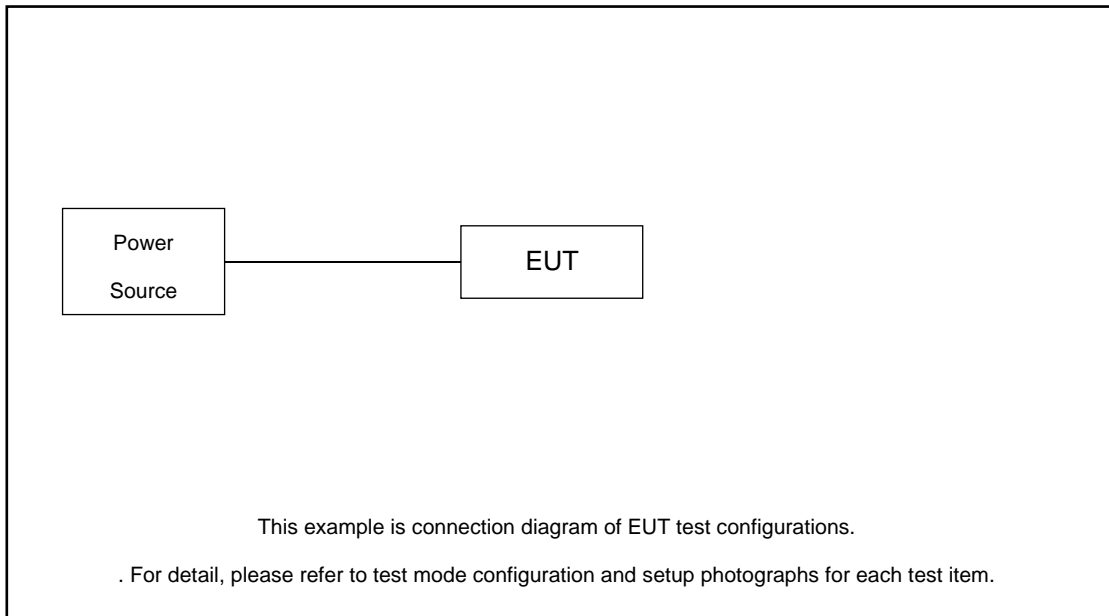 Power
Source
EUT
This example is connection diagram of EUT test configurations.
. For detail, please refer to test mode configuration and setup photographs for each test item.